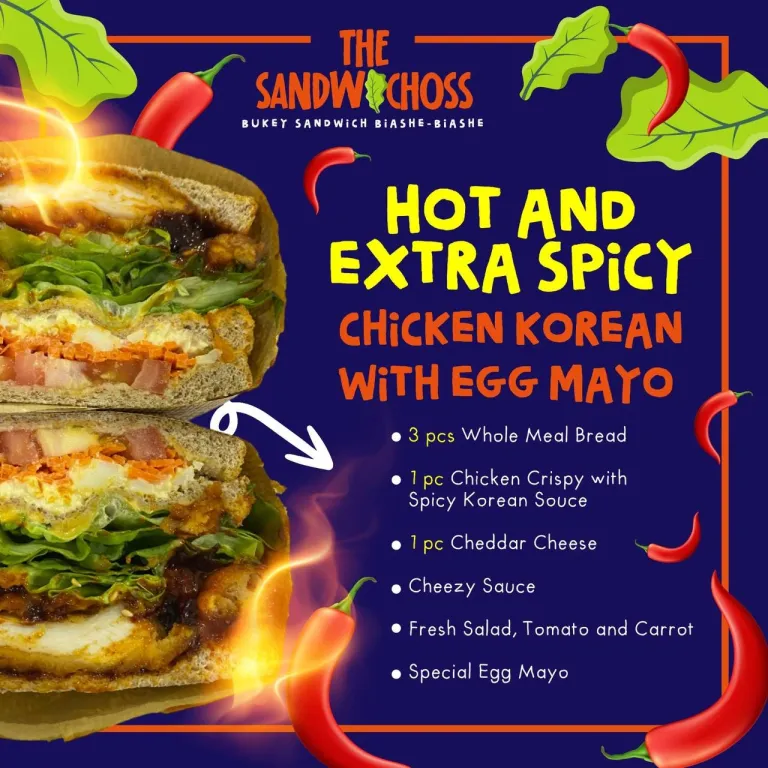 THE
SANDWiCHOSS
BUKEY SANDWiCH BiASHE-BiASHE
HOT AND
EXTRA SPiCY
CHiCKEN KOREAN
WiTH EGG MAYO
3 pcs Whole Meal Bread
1 pc Chicken Crispy with
Spicy Korean Souce
1 pc Cheddar Cheese
Cheezy Sauce
Fresh Salad, Tomato and Carrot
Special Egg Mayo